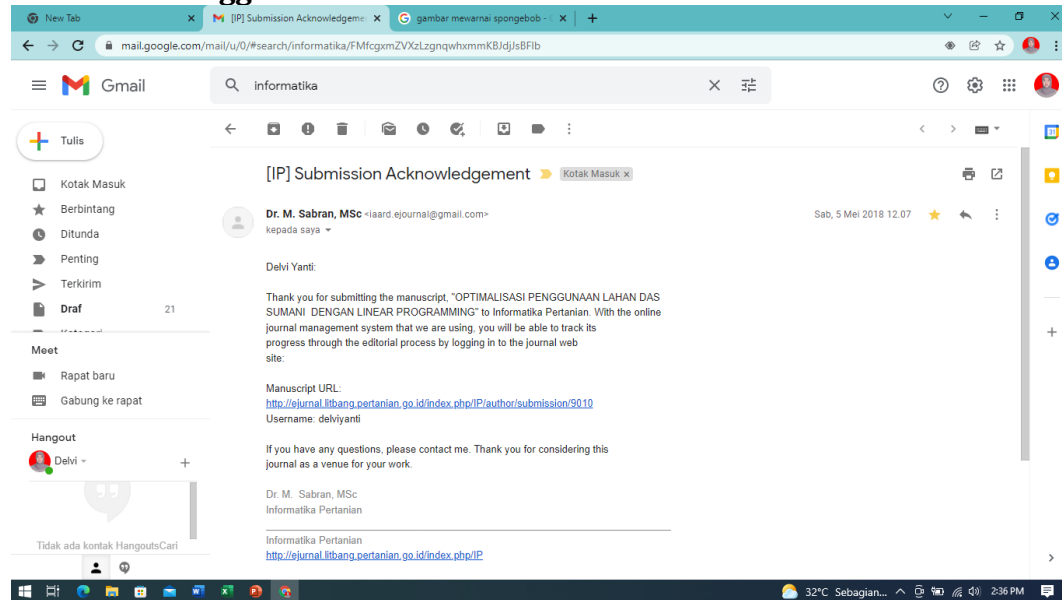 gg
New Tab
[IP] Submission Acknowledgeme
gambar mewarnai spongebob -
mail.google.com/mail/u/0/#search/informatika/FMfcgxmZVXzLzgnqwhxmmKBJdjJsBFlb
Gmail
informatika
Tulis
Kotak Masuk
Berbintang
Ditunda
Penting
Terkirim
Draf 21
Meet
Rapat baru
Gabung ke rapat
Hangout
Delvi
Tidak ada kontak HangoutsCari
[IP] Submission Acknowledgement Kotak Masuk x
Dr. M. Sabran, MSc <iaard.ejournal@gmail.com> Sab, 5 Mei 2018 12.07
kepada saya
Delvi Yanti:
Thank you for submitting the manuscript, "OPTIMALISASI PENGGUNAAN LAHAN DAS
SUMANI DENGAN LINEAR PROGRAMMING" to Informatika Pertanian. With the online
journal management system that we are using, you will be able to track its
progress through the editorial process by logging in to the journal web
site:
Manuscript URL:
http://ejurnal.litbang.pertanian.go.id/index.php/IP/author/submission/9010
Username: delviyanti
If you have any questions, please contact me. Thank you for considering this
journal as a venue for your work.
Dr. M. Sabran, MSc
Informatika Pertanian
Informatika Pertanian
http://ejurnal.litbang.pertanian.go.id/index.php/IP
31
32°C Sebagian... 2:36 PM